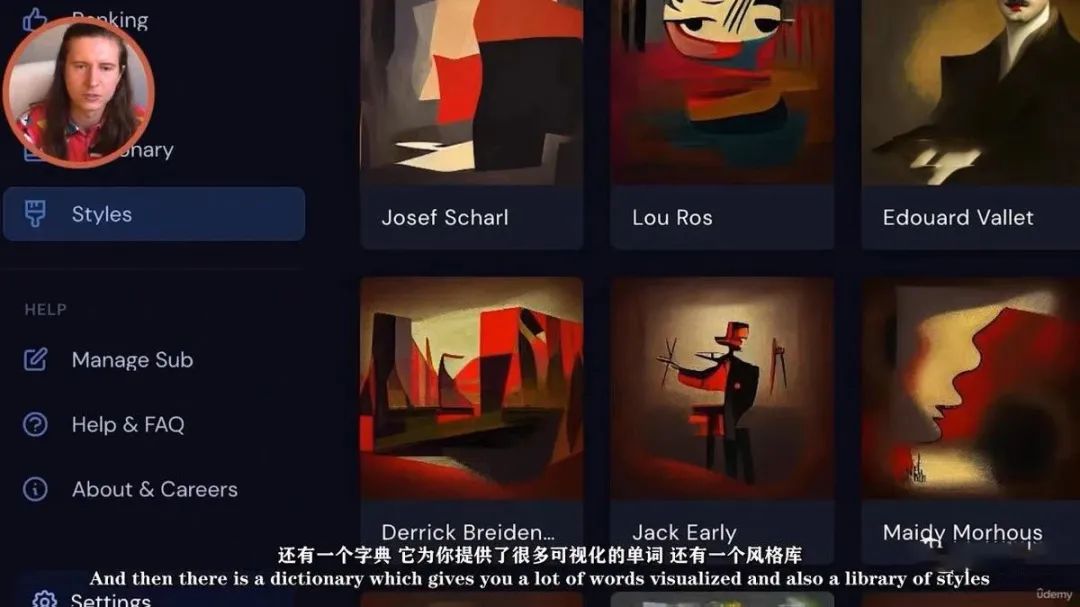 Ranking
Styles
HELP
Manage Sub
Help & FAQ
About & Careers
Settings
Josef Scharl
Lou Ros
Edouard Vallet
Derrick Breiden...
Jack Early
Maidy Morhous
还有一个字典 它为你提供了很多可视化的单词 还有一个风格库
And then there is a dictionary which gives you a lot of words visualized and also a library of styles
ûdemy